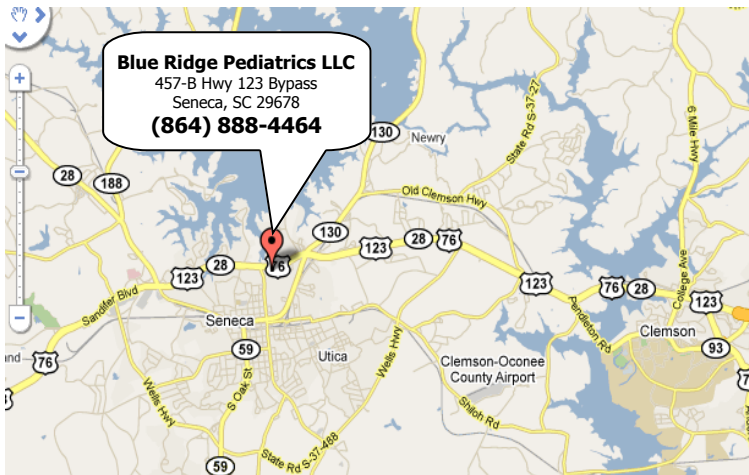 Blue Ridge Pediatrics LLC
457-B Hwy 123 Bypass
Seneca, SC 29678
(864) 888-4464
130
Newry
State Rd S-37-27
6 Mile Hwy
28
188
Old Clemson Hwy
130
123
28
76
123
28
76
Sandifer Blvd
123
76
28
123
College Ave
Pendleton Rd
Seneca
Clemson
93
59
Utica
Wells Hwy
Clemson-Oconee
County Airport
76
Wells Hwy
S Oak St
Shiloh Rd
State Rd S-37-488
59